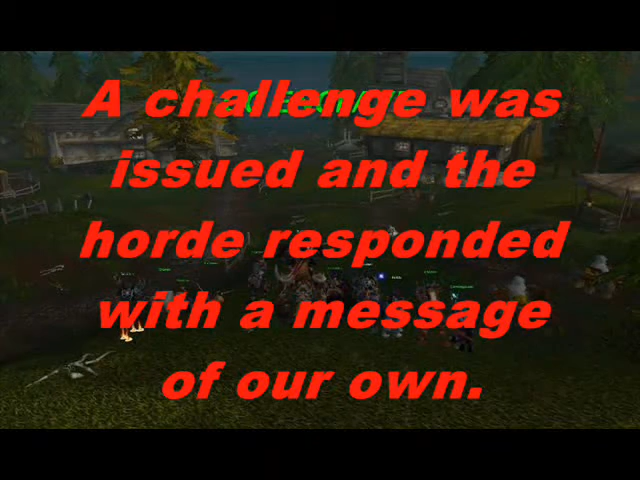 A challenge was
issued and the
horde responded
with a message
of our own.